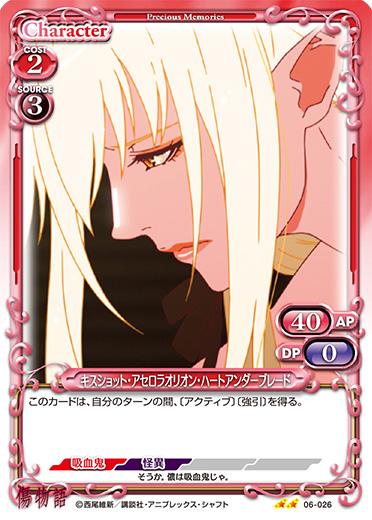 Precious Memories
Character
COST
2
SOURCE
3
40 AP
DP 0
キスショット・アセロラオリオン・ハートアンダーブレード
このカードは、自分のターンの間、〔アクティブ〕〔強引〕を得る。
吸血鬼 怪異
そうか。儂は吸血鬼じゃ。
傷物語
©西尾維新／講談社・アニプレックス・シャフト
06-026